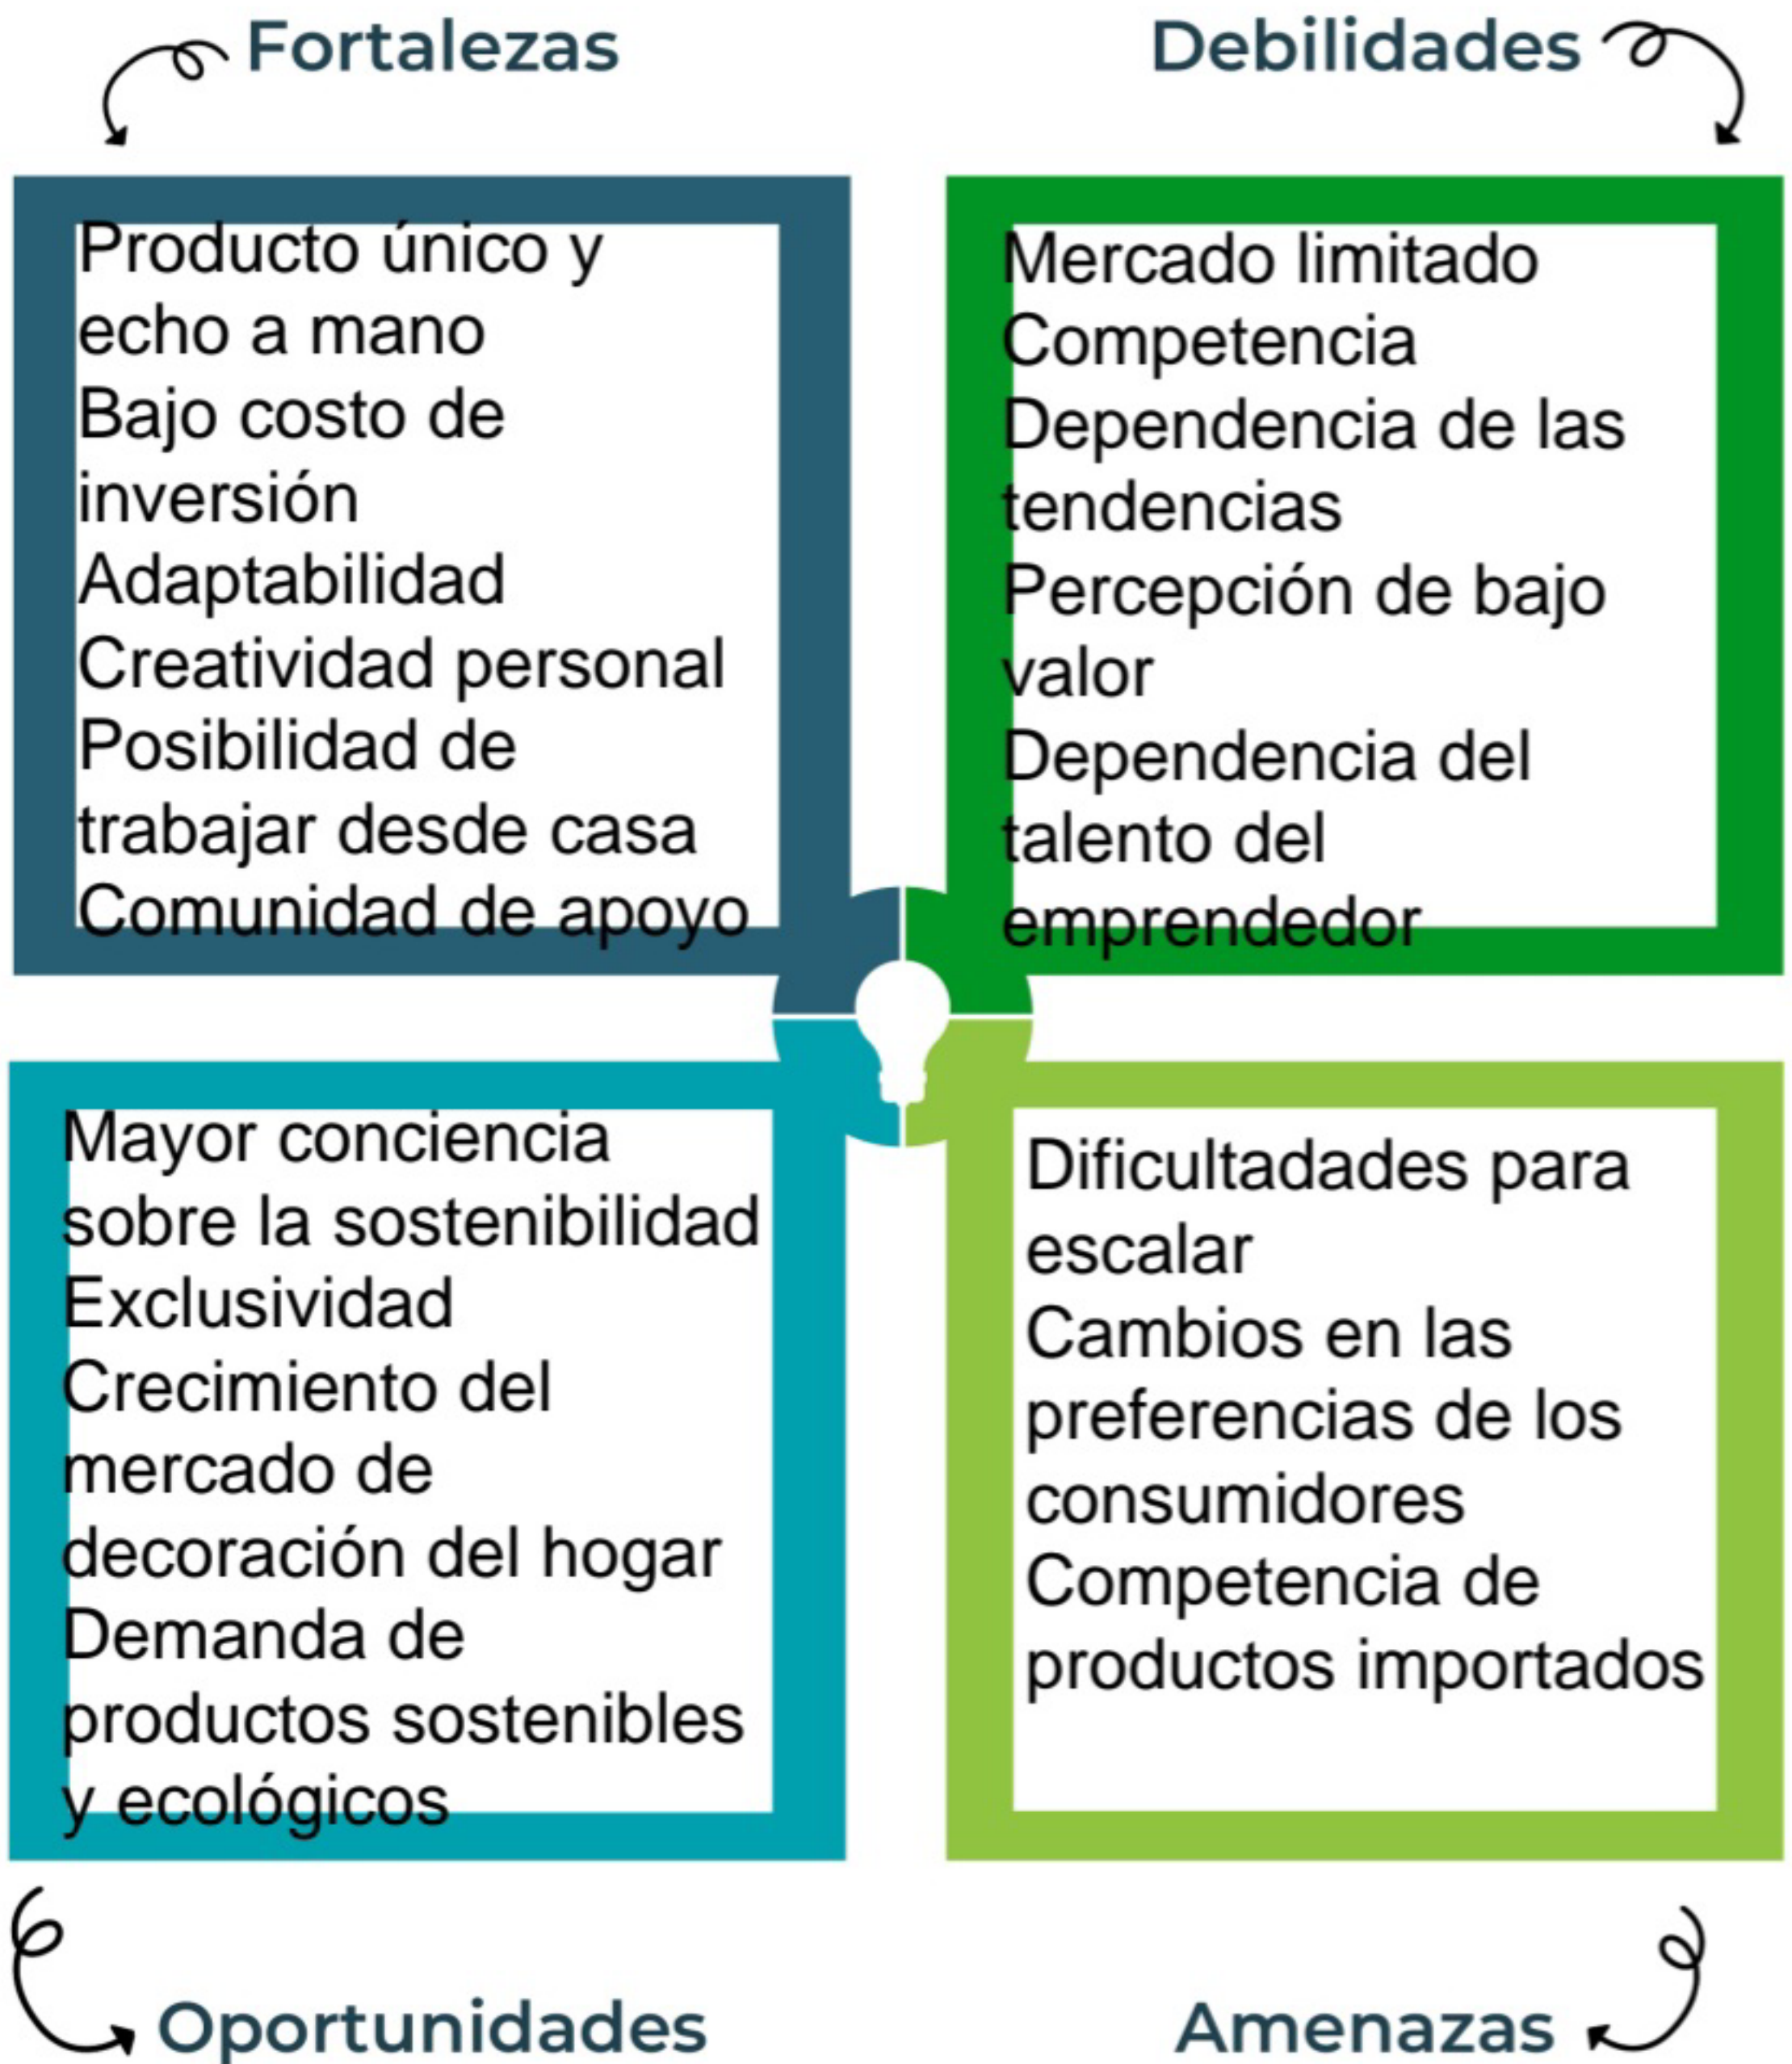 Fortalezas
Producto único y
echo a mano
Bajo costo de
inversión
Adaptabilidad
Creatividad personal
Posibilidad de
trabajar desde casa
Comunidad de apoyo
Debilidades
Mercado limitado
Competencia
Dependencia de las
tendencias
Percepción de bajo
valor
Dependencia del
talento del
emprendedor
Mayor conciencia
sobre la sostenibilidad
Exclusividad
Crecimiento del
mercado de
decoración del hogar
Demanda de
productos sostenibles
y ecológicos
Oportunidades
Dificultadades para
escalar
Cambios en las
preferencias de los
consumidores
Competencia de
productos importados
Amenazas